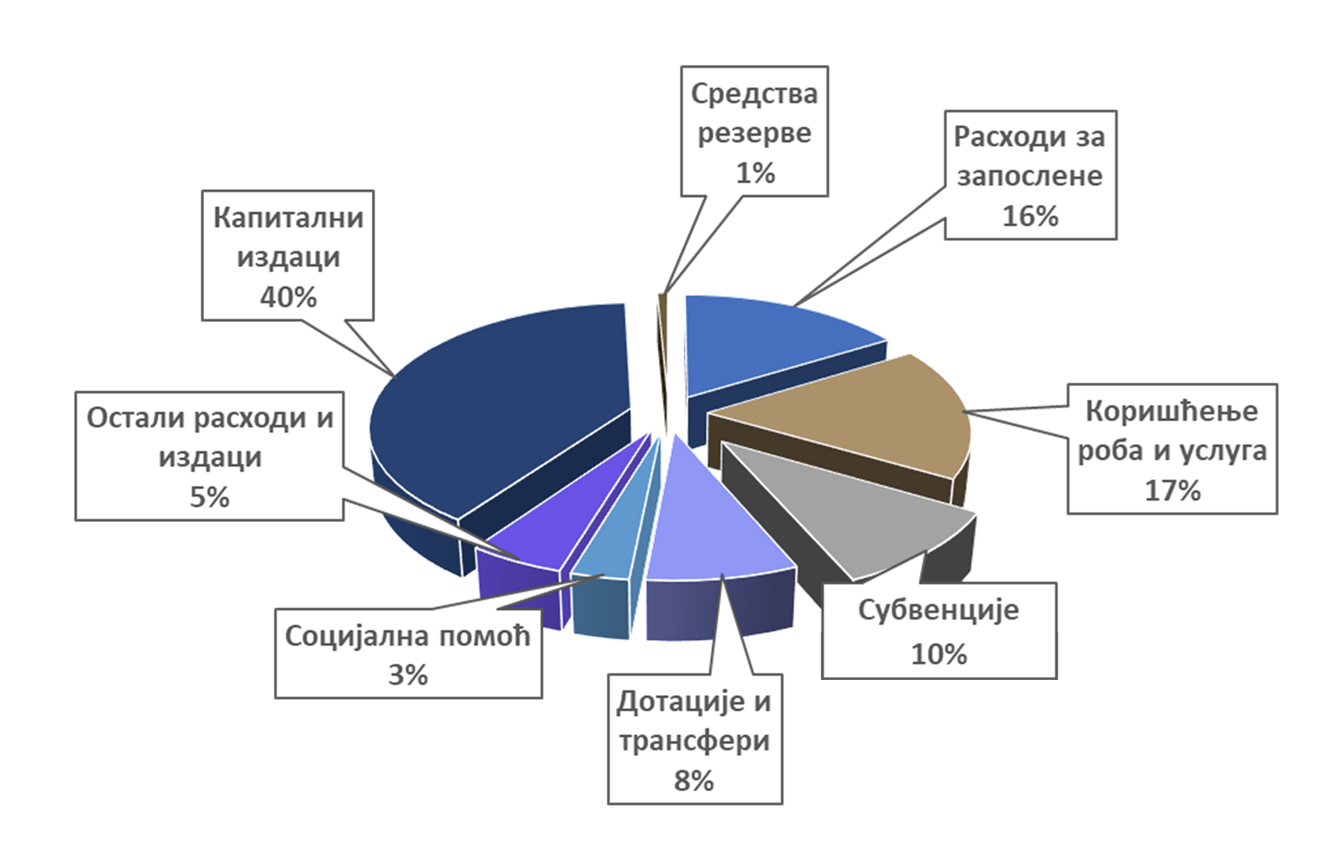 Средства
резерве
1%
Расходи за
запослене
16%
Капитални
издаци
40%
Коришћење
роба и услуга
17%
Остали расходи и
издаци
5%
Субвенције
10%
Социјална помоћ
3%
Дотације и
трансфери
8%